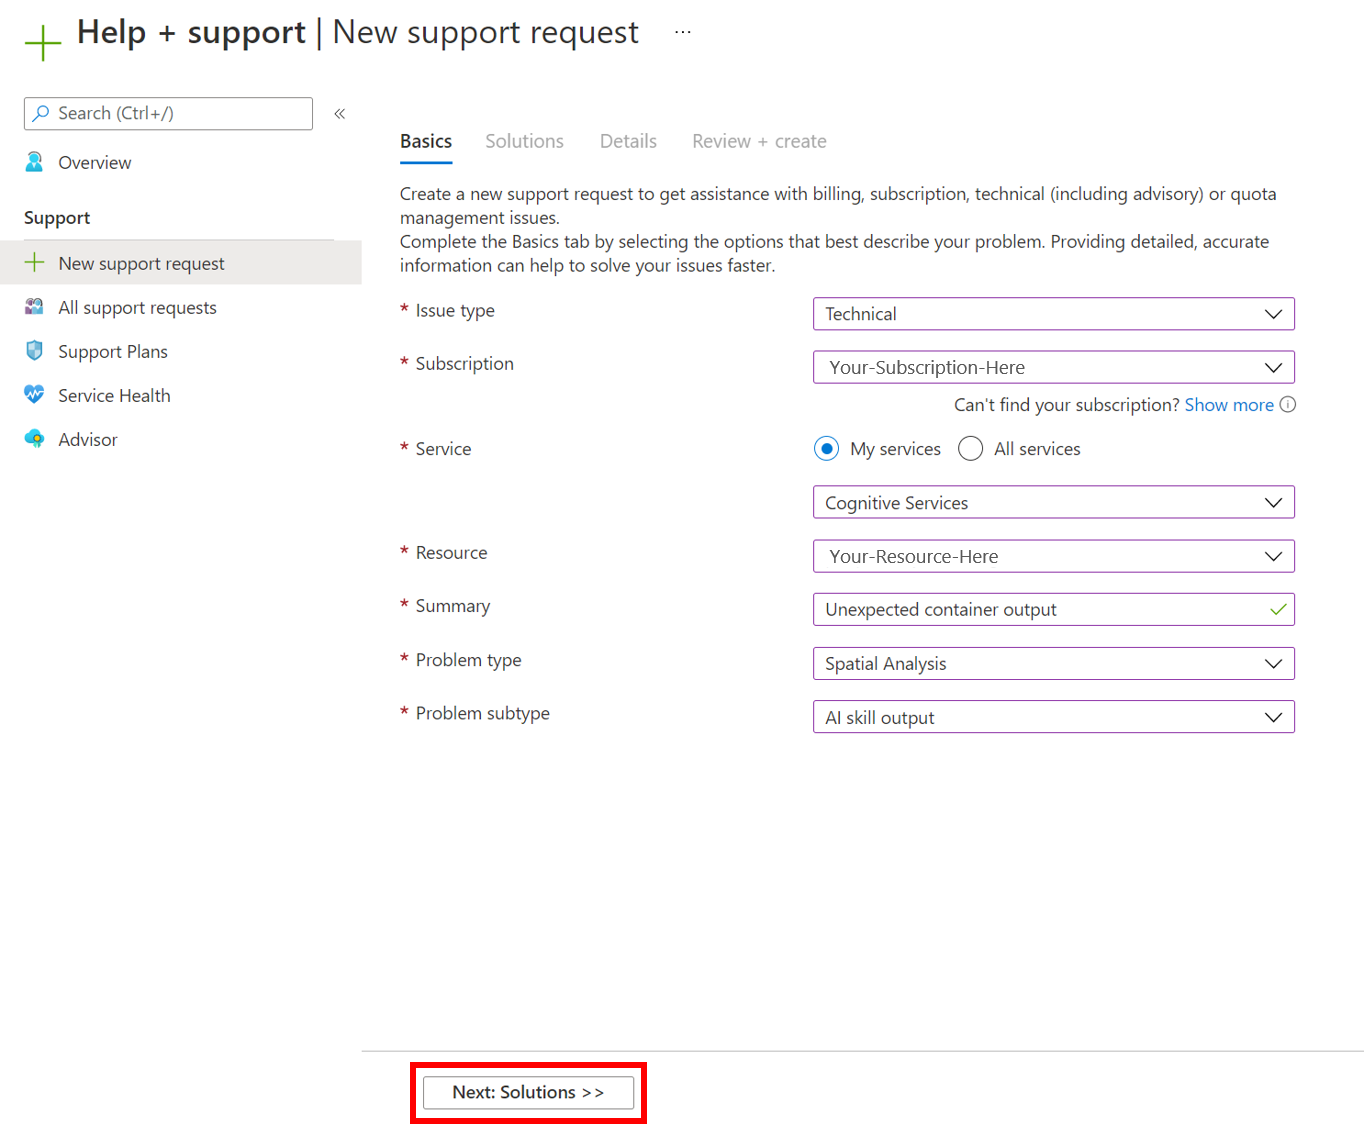 Help + support | New support request ...
Search (Ctrl+/) «
Overview
Support
New support request
All support requests
Support Plans
Service Health
Advisor
Basics Solutions Details Review + create
Create a new support request to get assistance with billing, subscription, technical (including advisory) or quota
management issues.
Complete the Basics tab by selecting the options that best describe your problem. Providing detailed, accurate
information can help to solve your issues faster.
* Issue type Technical
* Subscription Your-Subscription-Here
Can't find your subscription? Show more
* Service My services All services
Cognitive Services
* Resource Your-Resource-Here
* Summary Unexpected container output
* Problem type Spatial Analysis
* Problem subtype AI skill output
Next: Solutions >>